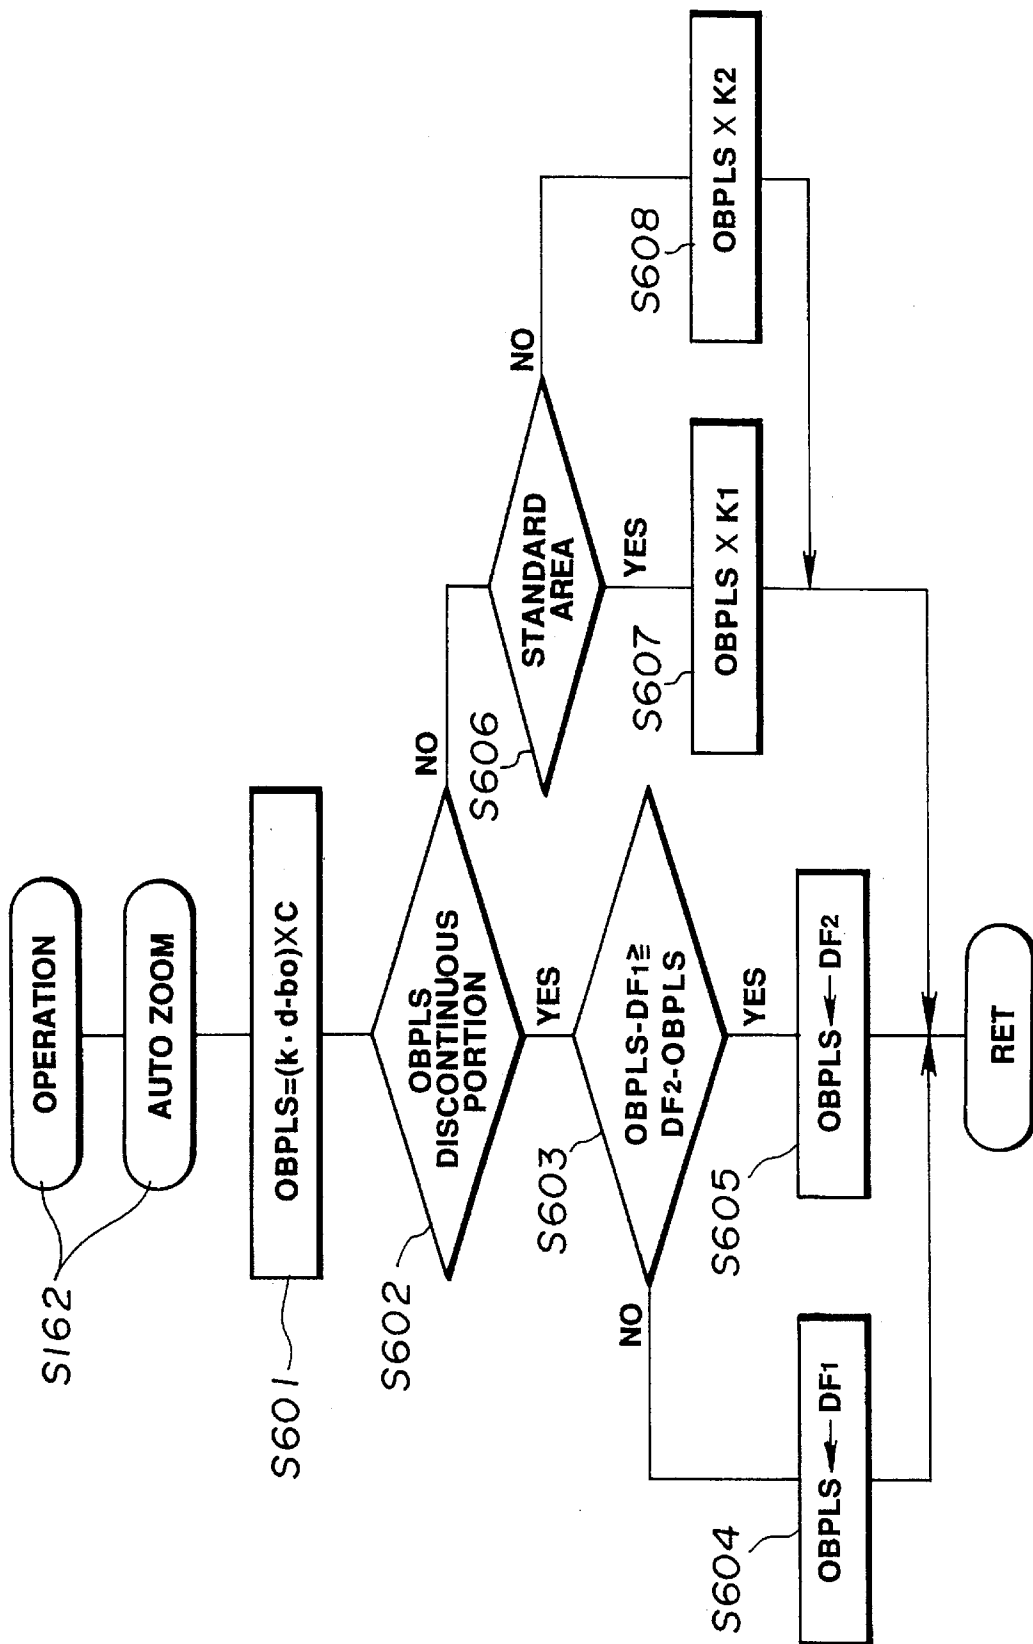 OPERATION
AUTO ZOOM
S162
OBPLS=(k·d-bo)XC
S601
OBPLS
DISCONTINUOUS
PORTION
S602
NO
YES
OBPLS-DF1≧
DF2-OBPLS
S603
NO
YES
OBPLS←DF1
S604
OBPLS←DF2
S605
STANDARD
AREA
S606
NO
YES
OBPLS X K1
S607
OBPLS X K2
S608
RET